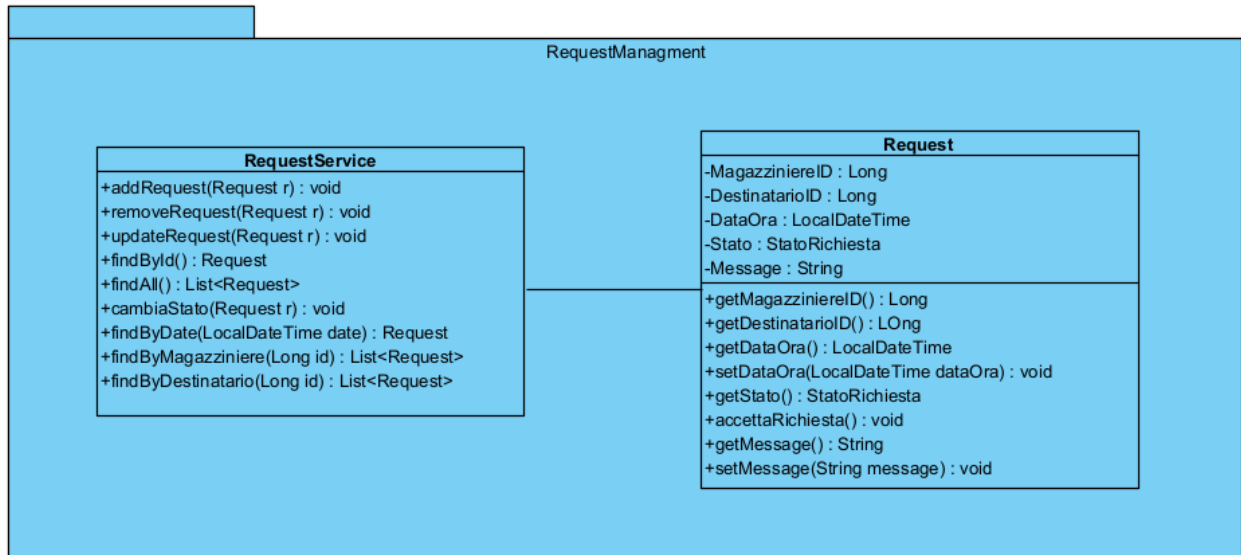 RequestManagment
RequestService
+addRequest(Request r) : void
+removeRequest(Request r) : void
+updateRequest(Request r) : void
+findById() : Request
+findAll() : List<Request>
+cambiaStato(Request r) : void
+findByDate(LocalDateTime date) : Request
+findByMagazziniere(Long id) : List<Request>
+findByDestinatario(Long id) : List<Request>
Request
-MagazziniereID : Long
-DestinatarioID : Long
-DataOra : LocalDateTime
-Stato : StatoRichiesta
-Message : String
+getMagazziniereID() : Long
+getDestinatarioID() : LOng
+getDataOra() : LocalDateTime
+setDataOra(LocalDateTime dataOra) : void
+getStato() : StatoRichiesta
+accettaRichiesta() : void
+getMessage() : String
+setMessage(String message) : void